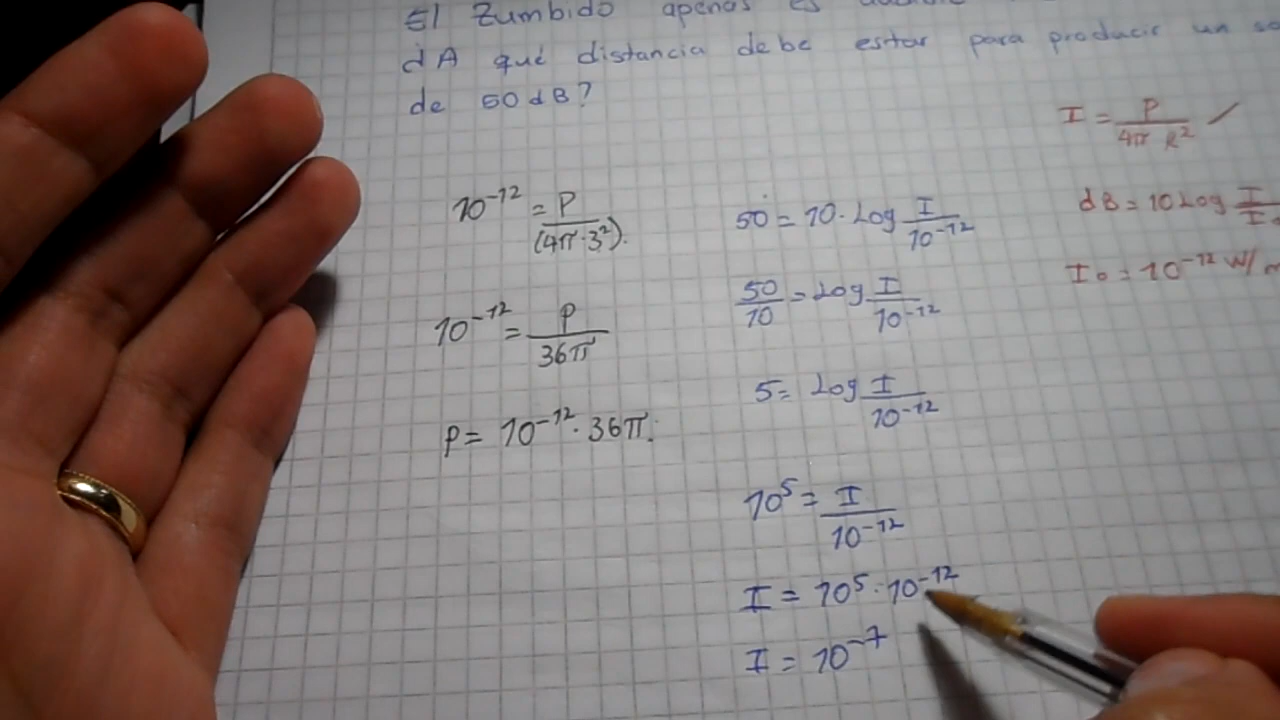 El Zumbido apenas es
d A qué distancia debe estar para producir un
de 50 dB?
I = P / 4π R²
10⁻¹² = P / (4π·3²).
50 = 10 · Log I / 10⁻¹²
dB = 10 Log I / I
I₀ = 10⁻¹² W/
10⁻¹² = P / 36π
50/10 = Log I / 10⁻¹²
5 = Log I / 10⁻¹²
P = 10⁻¹² · 36π.
10⁵ = I / 10⁻¹²
I = 10⁵ · 10⁻¹²
I = 10⁻⁷